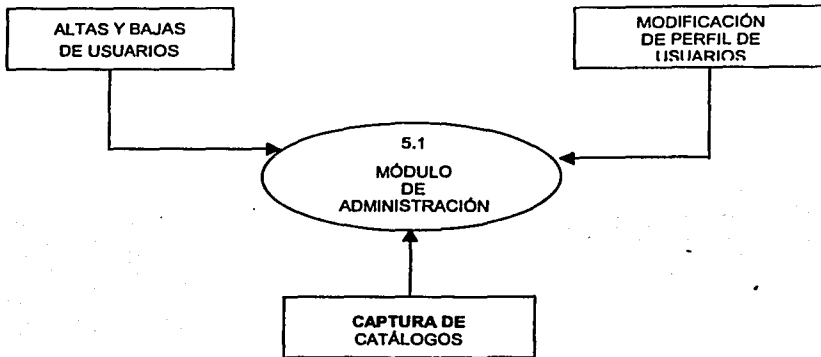 ALTAS Y BAJAS
DE USUARIOS
MODIFICACIÓN
DE PERFIL DE
USUARIOS
5.1
MÓDULO
DE
ADMINISTRACIÓN
CAPTURA DE
CATÁLOGOS